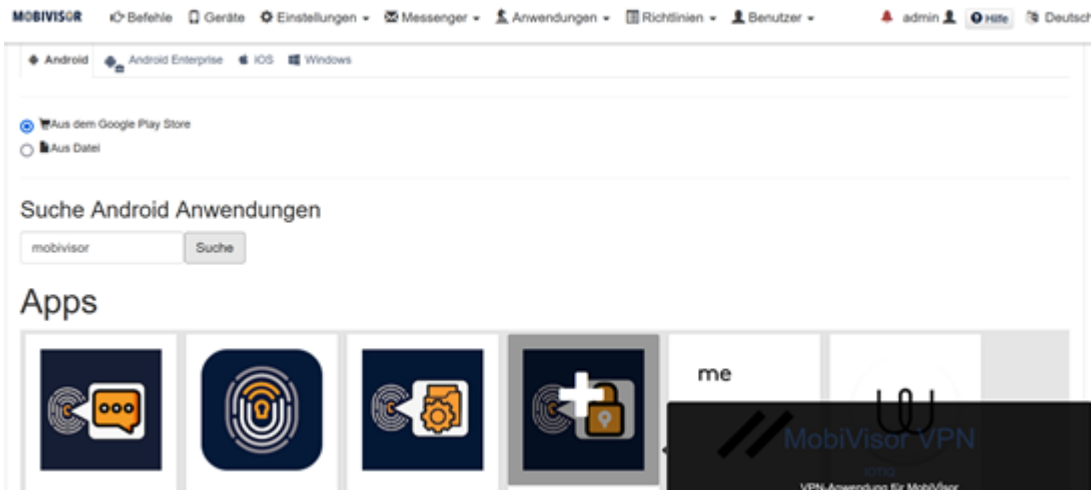 MOBIVISOR Befehle Geräte Einstellungen Messenger Anwendungen Richtlinien Benutzer admin Hilfe Deutsch
Android Android Enterprise iOS Windows
Aus dem Google Play Store
Aus Datei
Suche Android Anwendungen
mobivisor Suche
Apps
me
MobiVisor VPN
IOTIQ
VPN-Anwendung für MobiVisor